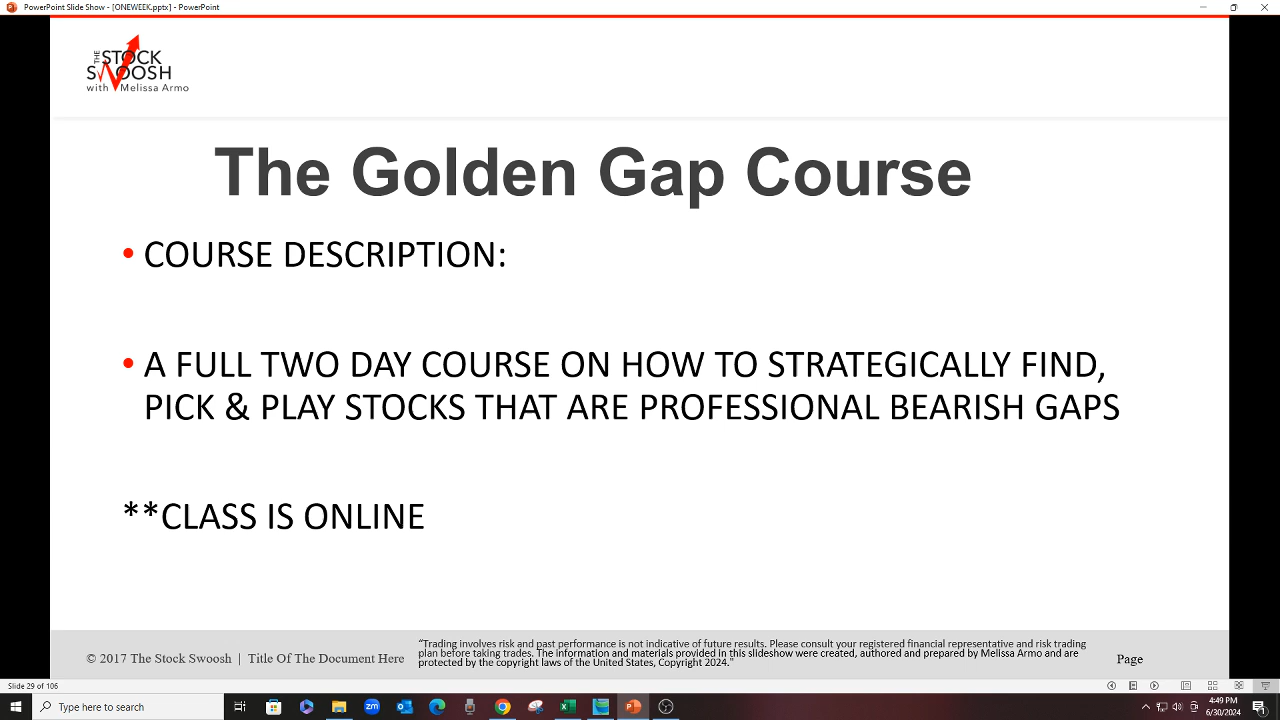 PowerPoint Slide Show - [ONEWEEK.pptx] - PowerPoint
THE
STOCK
SWOOSH
with Melissa Armo
The Golden Gap Course
• COURSE DESCRIPTION:
• A FULL TWO DAY COURSE ON HOW TO STRATEGICALLY FIND,
PICK & PLAY STOCKS THAT ARE PROFESSIONAL BEARISH GAPS
**CLASS IS ONLINE
© 2017 The Stock Swoosh | Title Of The Document Here
"Trading involves risk and past performance is not indicative of future results. Please consult your registered financial representative and risk trading
plan before taking trades. The information and materials provided in this slideshow were created, authored and prepared by Melissa Armo and are
protected by the copyright laws of the United States, Copyright 2024."
Page
Slide 29 of 106
Type here to search
zm
4:49 PM
6/30/2024